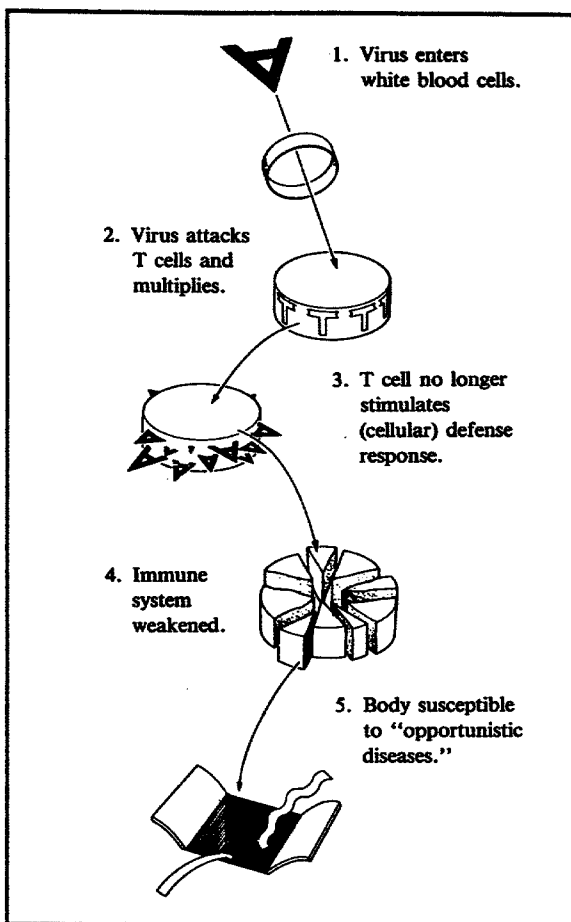 1. Virus enters
white blood cells.
2. Virus attacks
T cells and
multiplies.
T T T T
3. T cell no longer
stimulates
(cellular) defense
response.
4. Immune
system
weakened.
5. Body susceptible
to “opportunistic
diseases.”